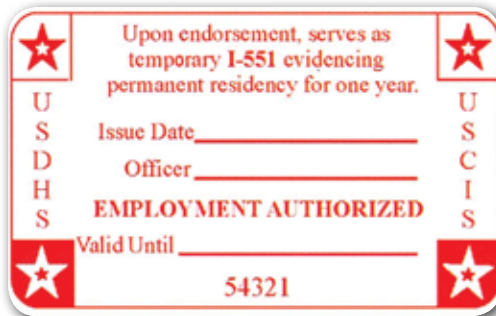 Upon endorsement, serves as
temporary I-551 evidencing
permanent residency for one year.
USDHS
USCIS
Issue Date
Officer
EMPLOYMENT AUTHORIZED
Valid Until
54321